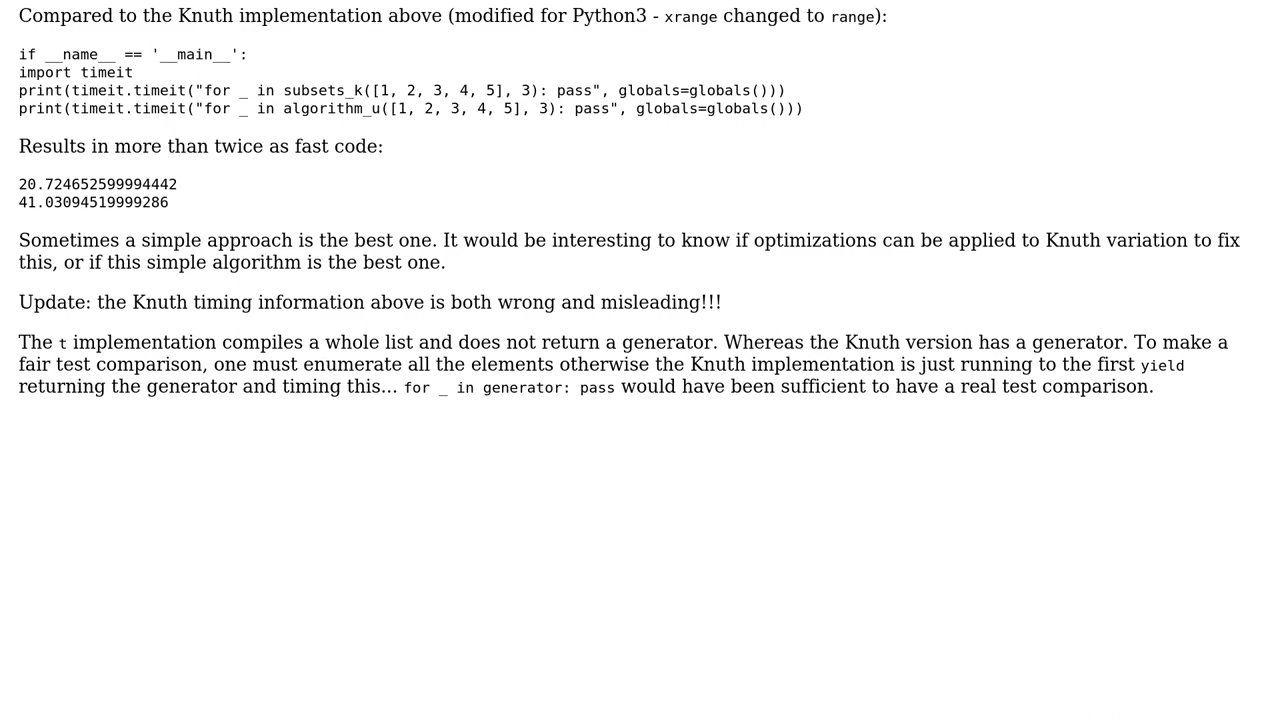 Compared to the Knuth implementation above (modified for Python3 - xrange changed to range):
if __name__ == '__main__':
import timeit
print(timeit.timeit("for _ in subsets_k([1, 2, 3, 4, 5], 3): pass", globals=globals()))
print(timeit.timeit("for _ in algorithm_u([1, 2, 3, 4, 5], 3): pass", globals=globals()))
Results in more than twice as fast code:
20.724652599994442
41.03094519999286
Sometimes a simple approach is the best one. It would be interesting to know if optimizations can be applied to Knuth variation to fix
this, or if this simple algorithm is the best one.
Update: the Knuth timing information above is both wrong and misleading!!!
The t implementation compiles a whole list and does not return a generator. Whereas the Knuth version has a generator. To make a
fair test comparison, one must enumerate all the elements otherwise the Knuth implementation is just running to the first yield
returning the generator and timing this... for _ in generator: pass would have been sufficient to have a real test comparison.